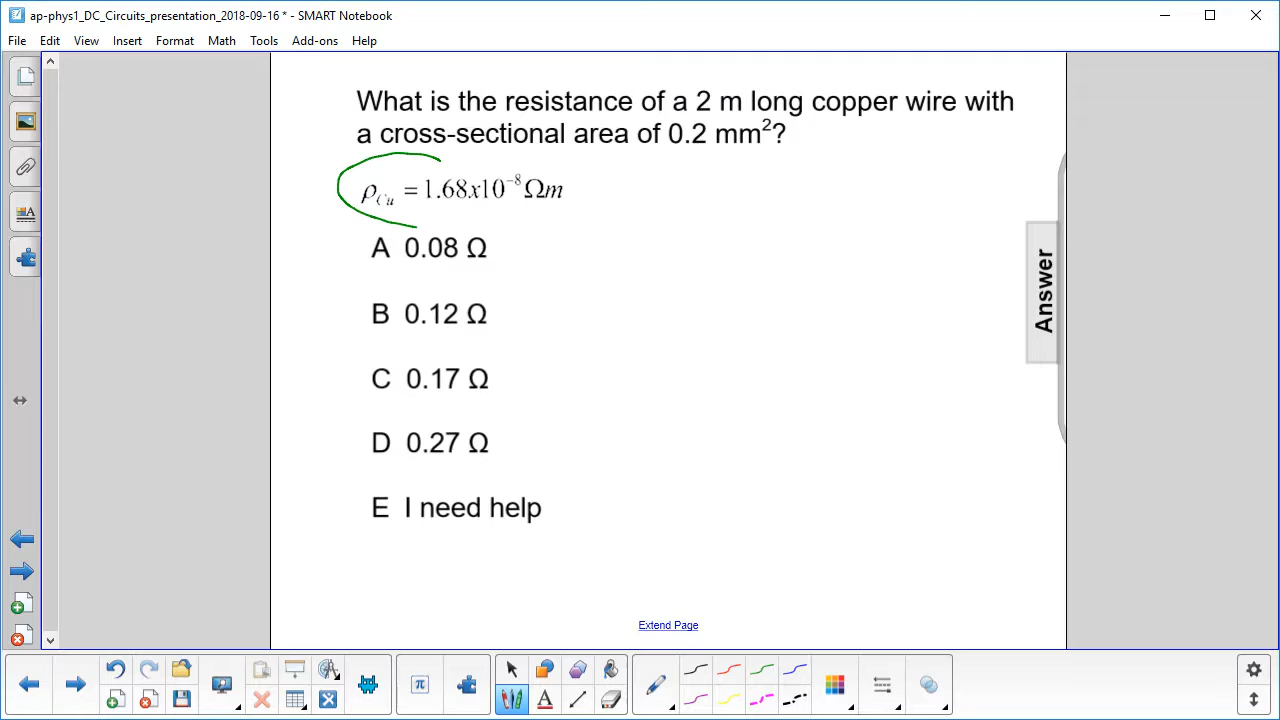 ap-phys1_DC_Circuits_presentation_2018-09-16 * - SMART Notebook
File Edit View Insert Format Math Tools Add-ons Help
What is the resistance of a 2 m long copper wire with
a cross-sectional area of 0.2 mm²?
ρCu = 1.68x10⁻⁸ Ωm
A 0.08 Ω
B 0.12 Ω
C 0.17 Ω
D 0.27 Ω
E I need help
Answer
Extend Page
π
A